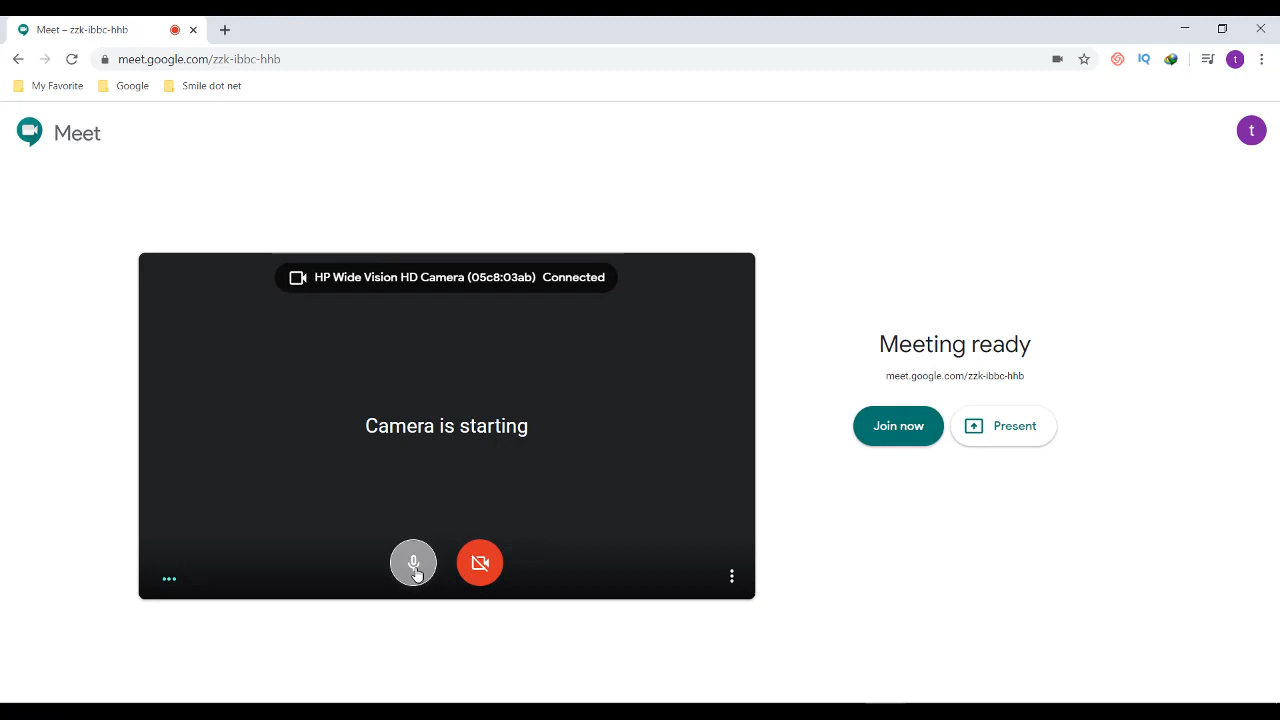 Meet – zzk-ibbc-hhb
meet.google.com/zzk-ibbc-hhb
IQ
t
My Favorite
Google
Smile dot net
Meet
t
HP Wide Vision HD Camera (05c8:03ab) Connected
Camera is starting
Meeting ready
meet.google.com/zzk-ibbc-hhb
Join now
Present